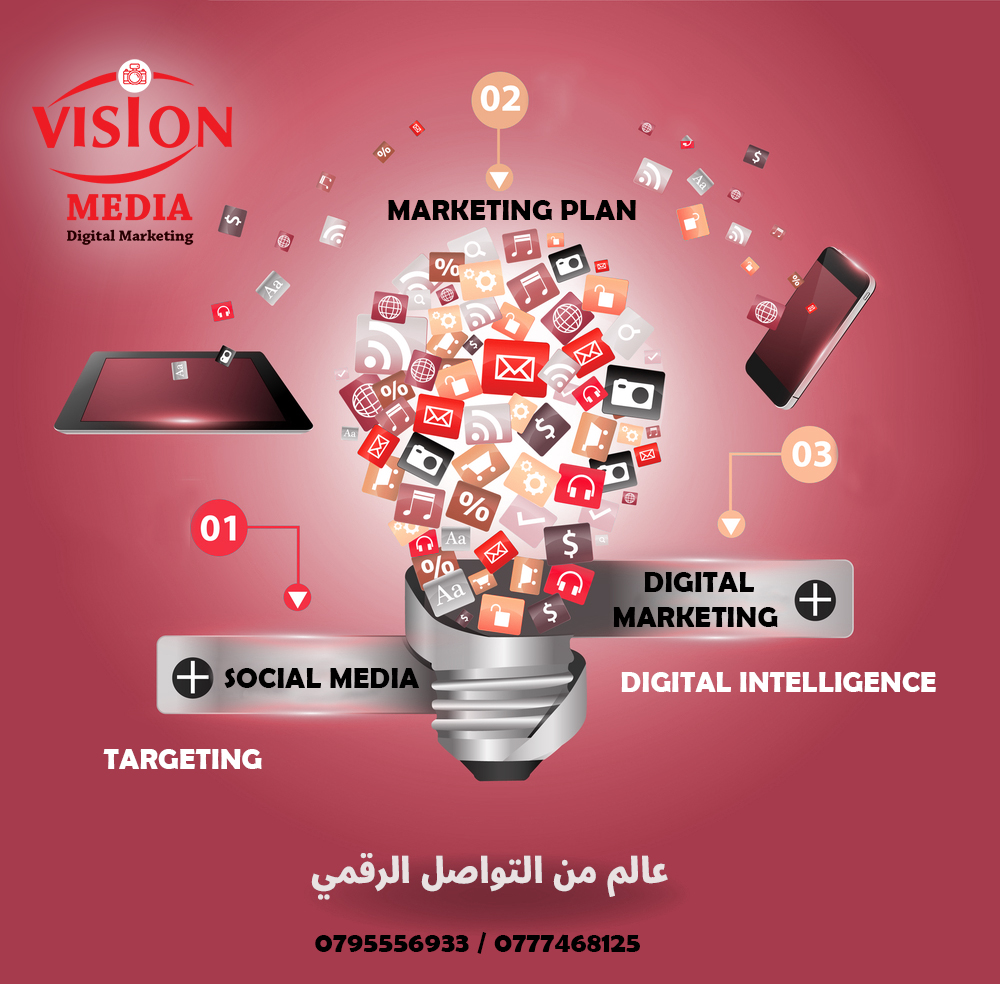 VISION
MEDIA
Digital Marketing
02
MARKETING PLAN
03
01
DIGITAL
MARKETING
SOCIAL MEDIA
DIGITAL INTELLIGENCE
TARGETING
عالم من التواصل الرقمي
0795556933 / 0777468125